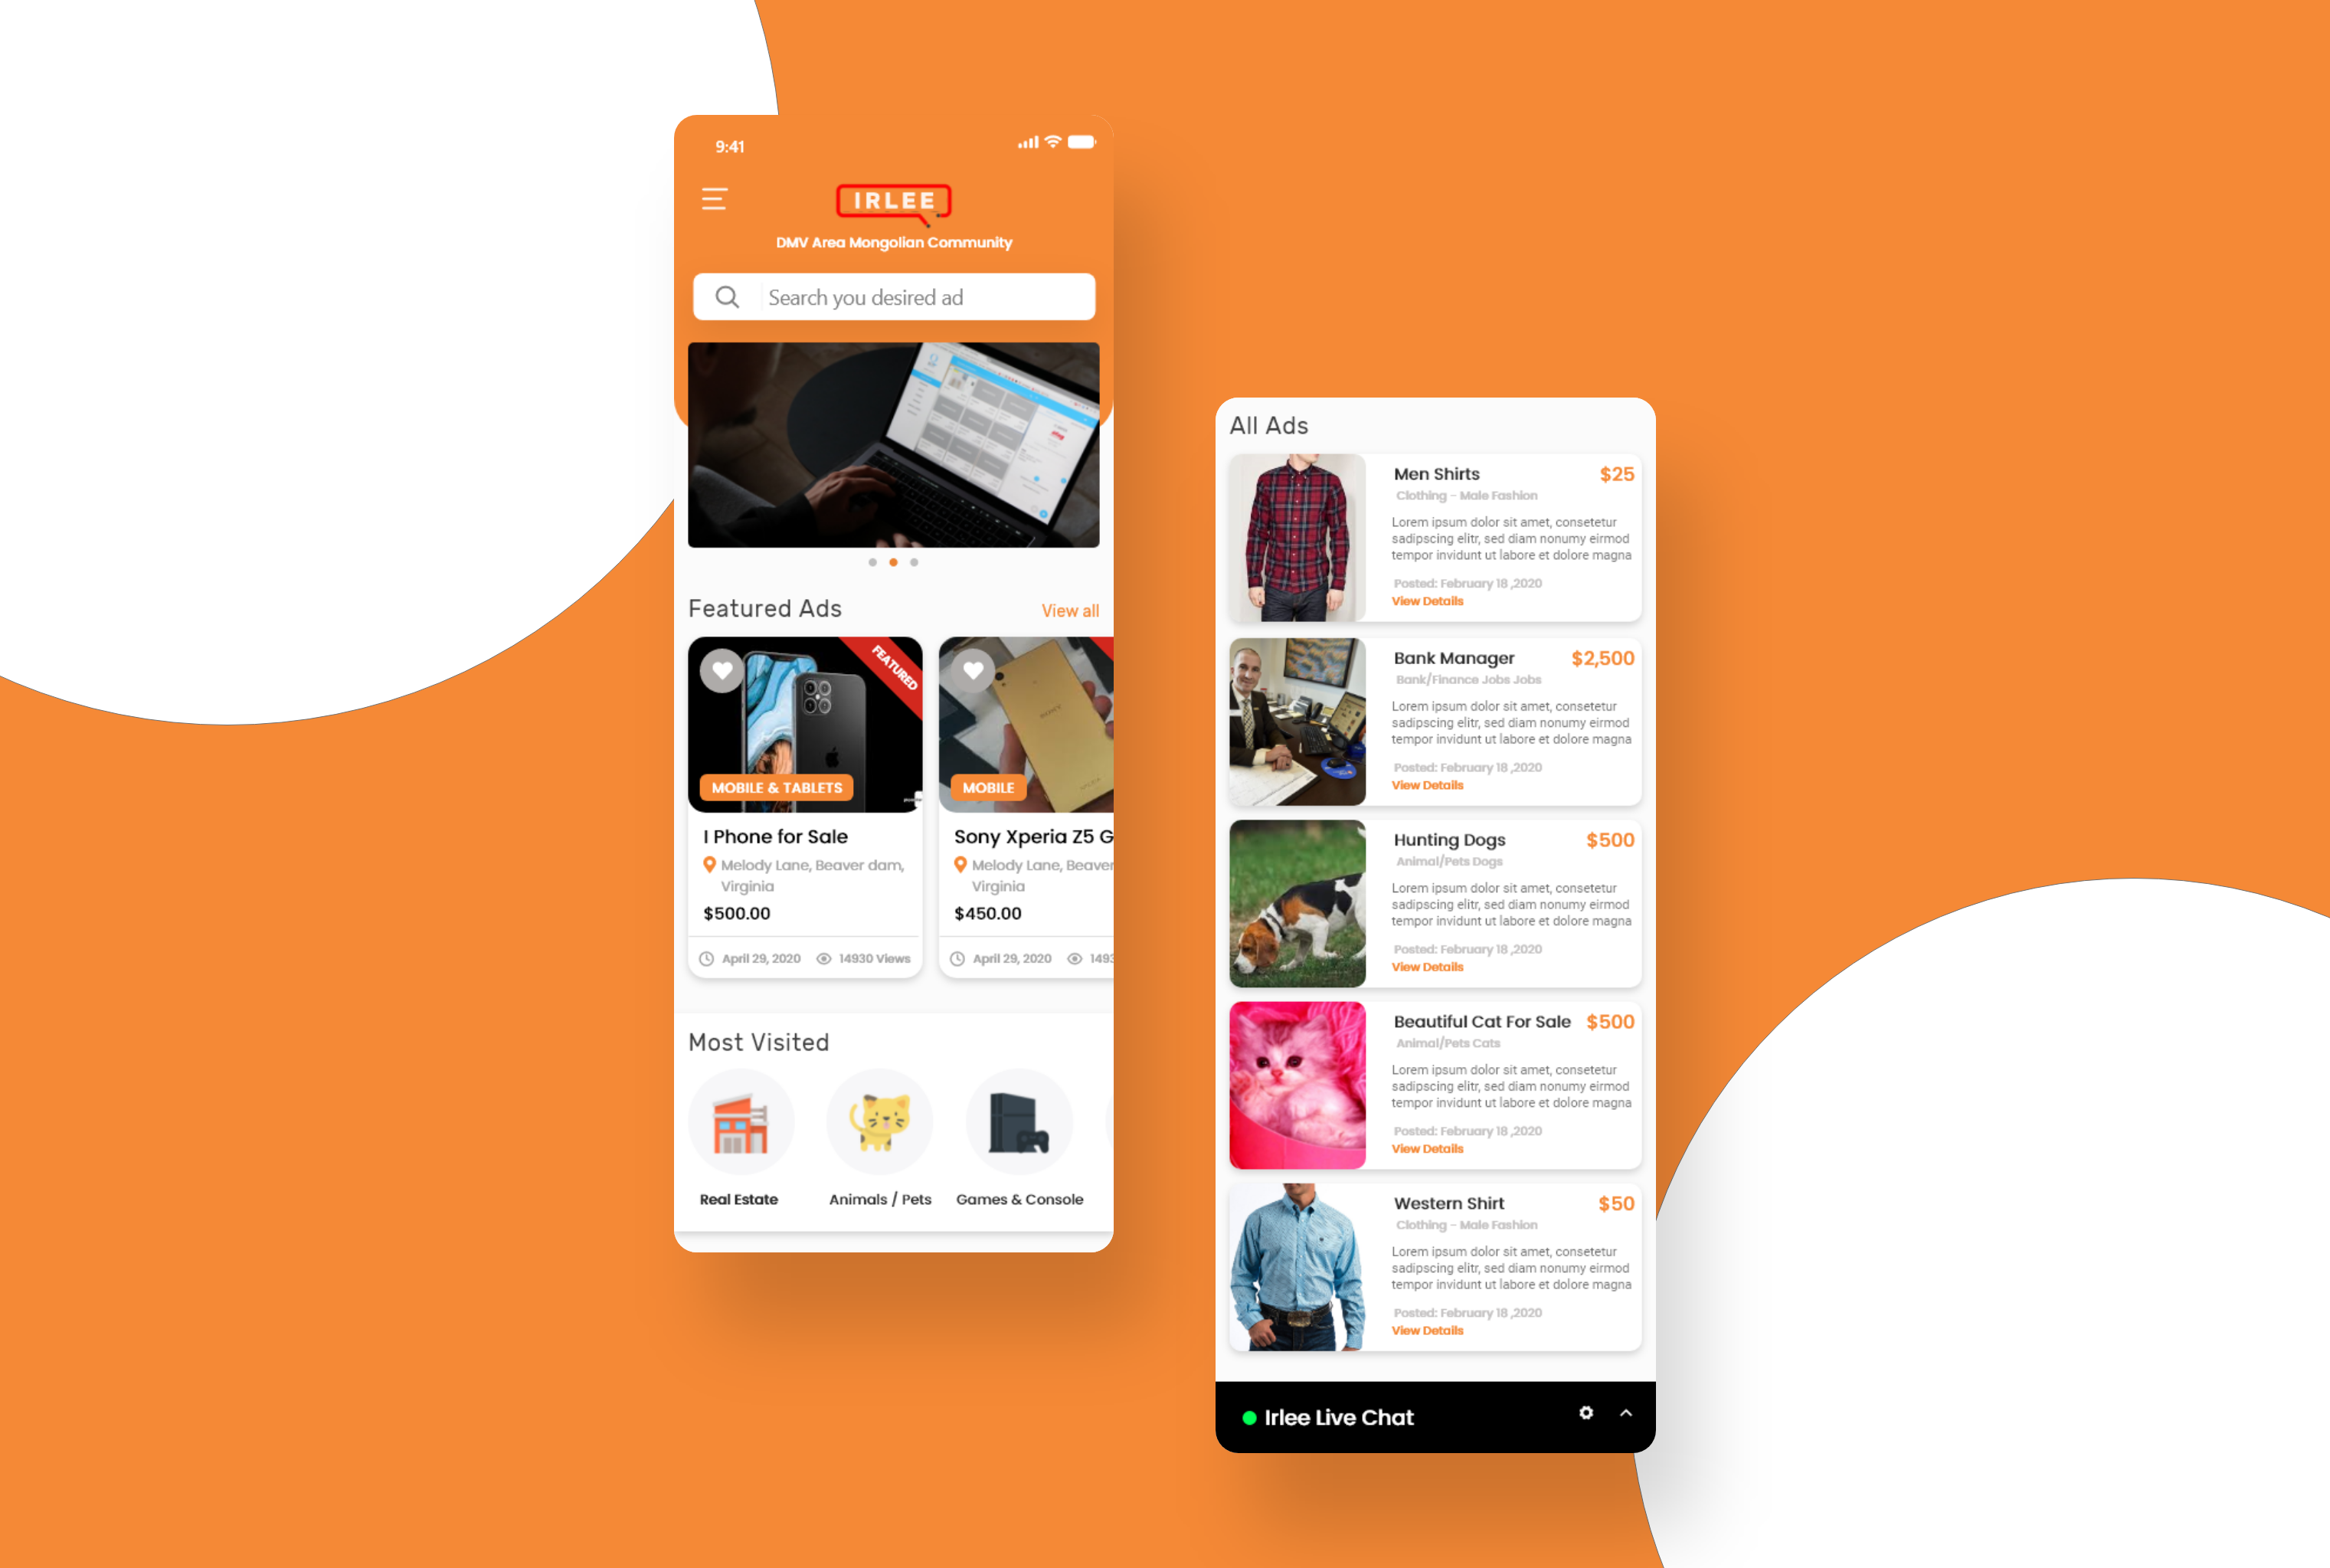 9:41
IRLEE
DMV Area Mongolian Community
Search you desired ad
Featured Ads
View all
FEATURED
MOBILE & TABLETS
I Phone for Sale
Melody Lane, Beaver dam,
Virginia
$500.00
April 29, 2020
14930 Views
SONY
MOBILE
Sony Xperia Z5 G
Melody Lane, Beaver
Virginia
$450.00
April 29, 2020
1493
Most Visited
Real Estate
Animals / Pets
Games & Console
All Ads
Men Shirts
$25
Clothing - Male Fashion
Lorem ipsum dolor sit amet, consetetur
sadipscing elitr, sed diam nonumy eirmod
tempor invidunt ut labore et dolore magna
Posted: February 18 ,2020
View Details
Bank Manager
$2,500
Bank/Finance Jobs Jobs
Lorem ipsum dolor sit amet, consetetur
sadipscing elitr, sed diam nonumy eirmod
tempor invidunt ut labore et dolore magna
Posted: February 18 ,2020
View Details
Hunting Dogs
$500
Animal/Pets Dogs
Lorem ipsum dolor sit amet, consetetur
sadipscing elitr, sed diam nonumy eirmod
tempor invidunt ut labore et dolore magna
Posted: February 18 ,2020
View Details
Beautiful Cat For Sale
$500
Animal/Pets Cats
Lorem ipsum dolor sit amet, consetetur
sadipscing elitr, sed diam nonumy eirmod
tempor invidunt ut labore et dolore magna
Posted: February 18 ,2020
View Details
Western Shirt
$50
Clothing - Male Fashion
Lorem ipsum dolor sit amet, consetetur
sadipscing elitr, sed diam nonumy eirmod
tempor invidunt ut labore et dolore magna
Posted: February 18 ,2020
View Details
Irlee Live Chat